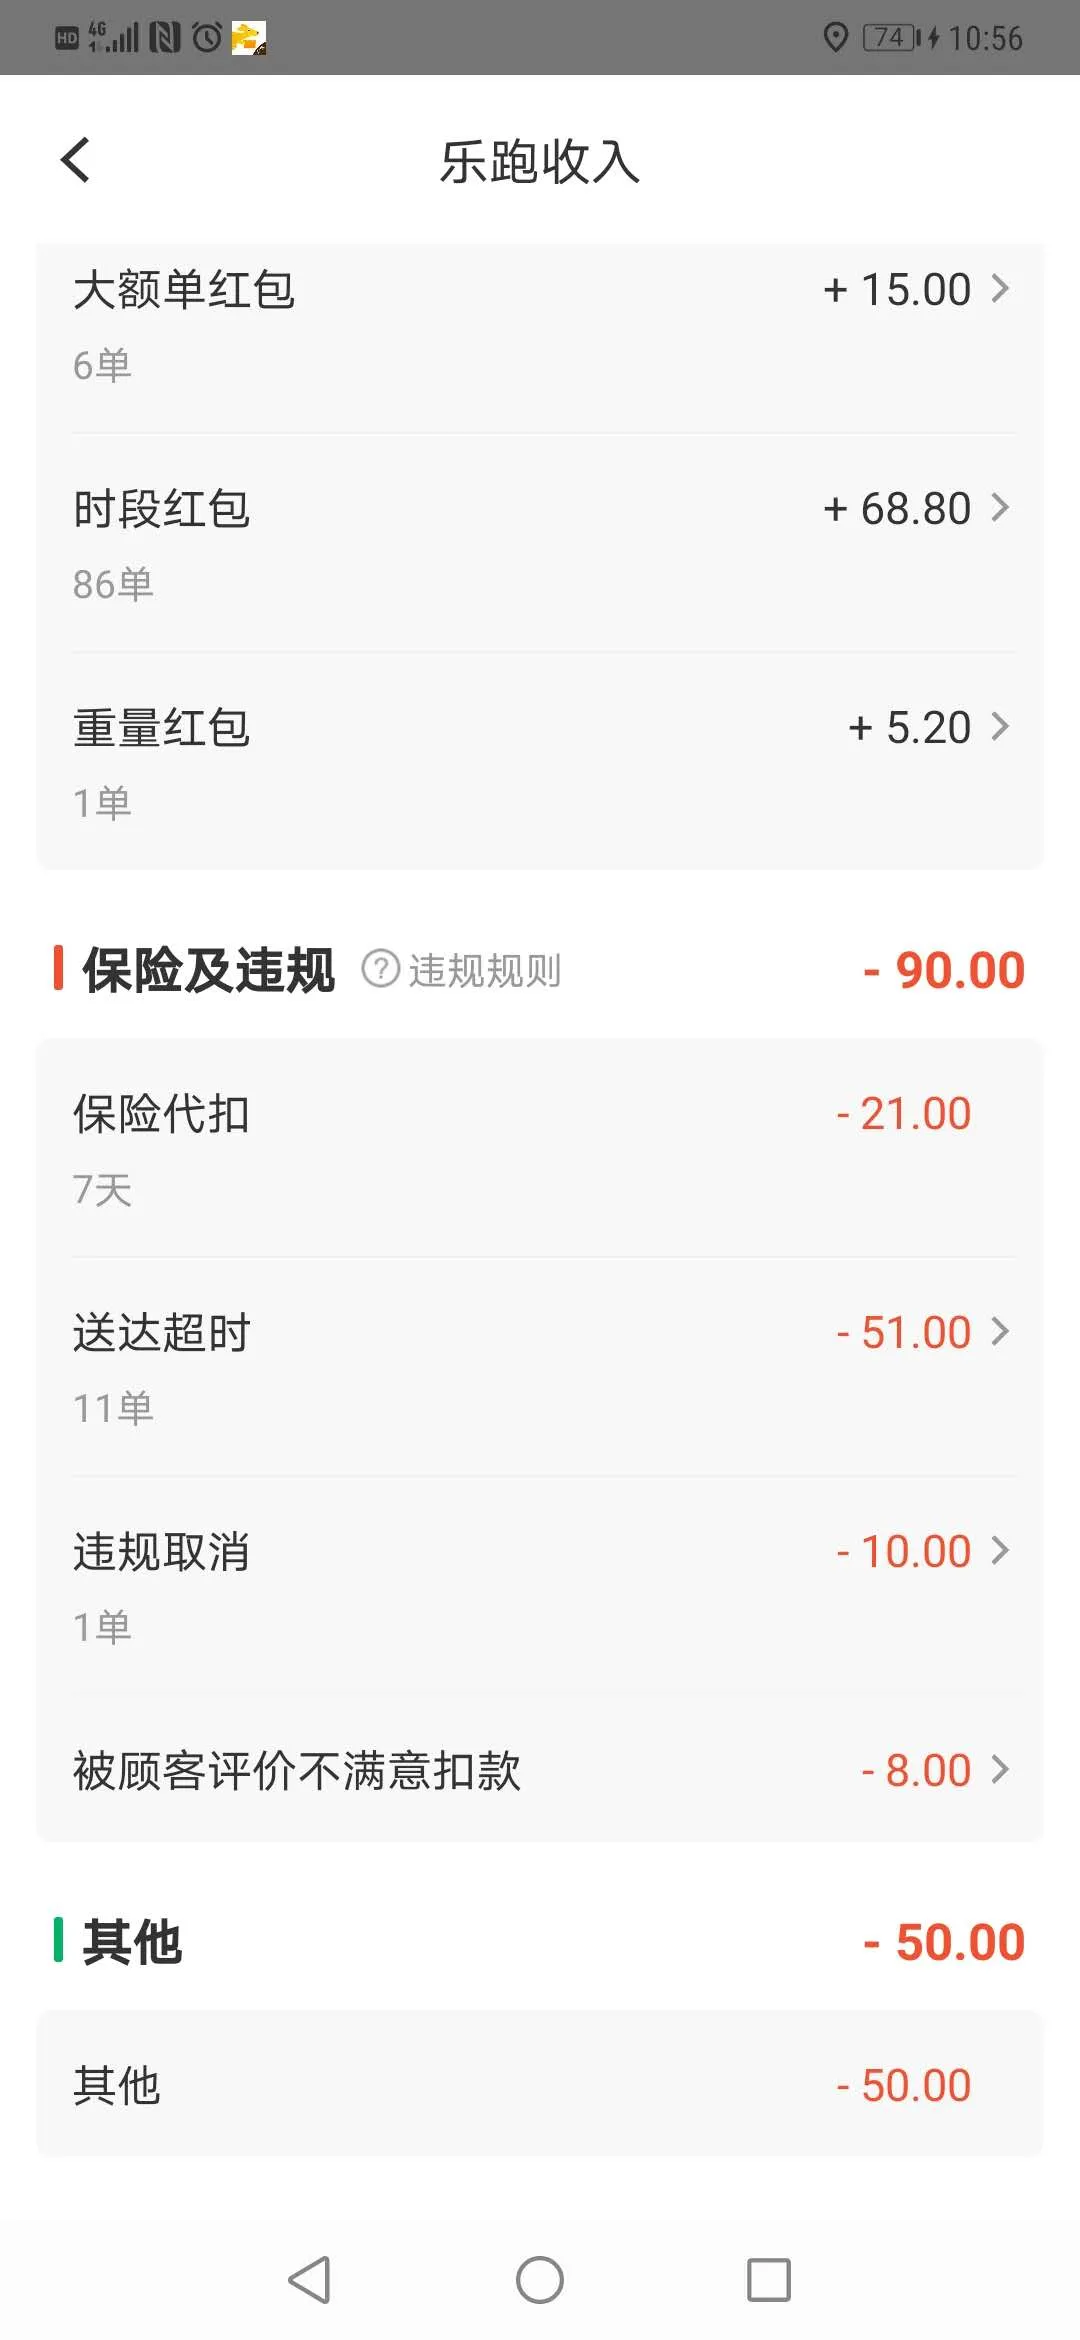 HD 4G 74 10:56
乐跑收入
大额单红包 + 15.00
6单
时段红包 + 68.80
86单
重量红包 + 5.20
1单
保险及违规 ? 违规规则 - 90.00
保险代扣 - 21.00
7天
送达超时 - 51.00
11单
违规取消 - 10.00
1单
被顾客评价不满意扣款 - 8.00
其他 - 50.00
其他 - 50.00